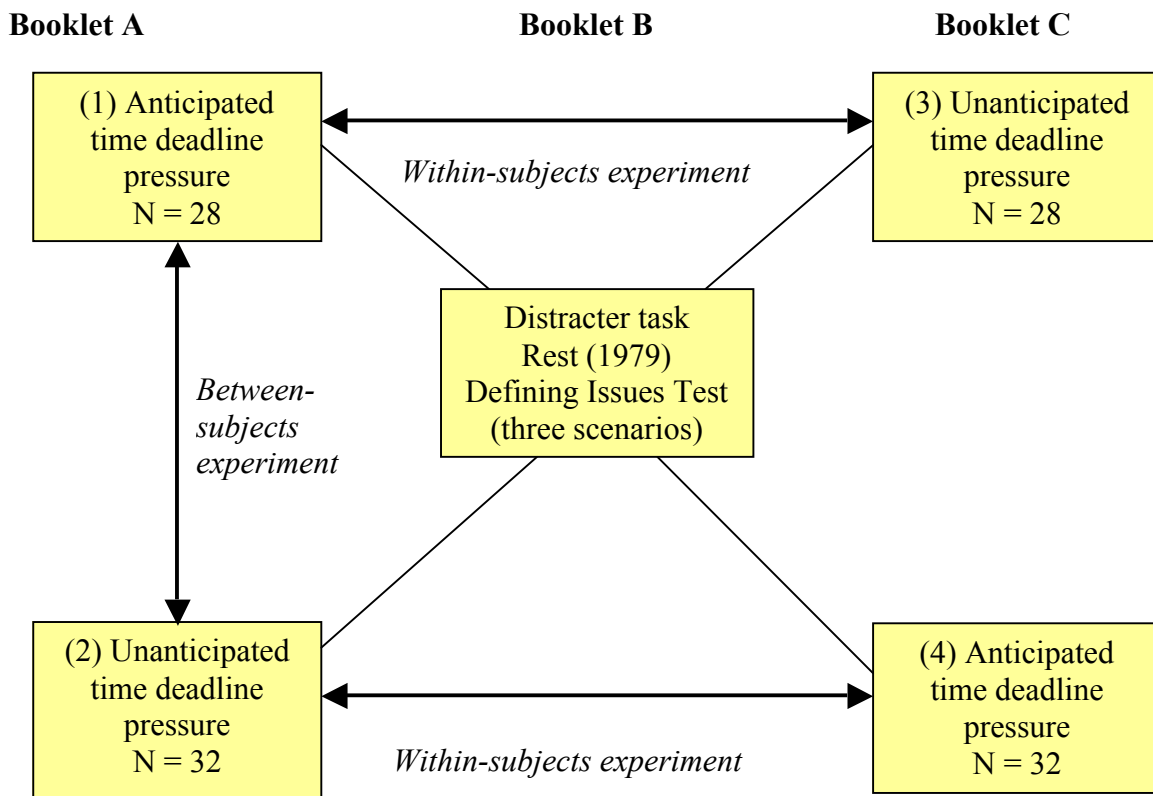 Booklet A
Booklet B
Booklet C
(1) Anticipated
time deadline
pressure
N = 28
Within-subjects experiment
(3) Unanticipated
time deadline
pressure
N = 28
Between-
subjects
experiment
Distracter task
Rest (1979)
Defining Issues Test
(three scenarios)
(2) Unanticipated
time deadline
pressure
N = 32
Within-subjects experiment
(4) Anticipated
time deadline
pressure
N = 32